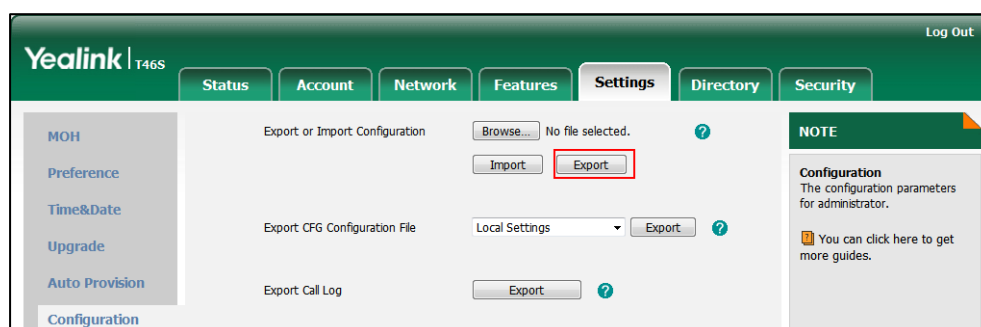 Log Out
Yealink | T46S
Status Account Network Features Settings Directory Security
MOH
Preference
Time&Date
Upgrade
Auto Provision
Configuration
Export or Import Configuration Browse... No file selected. ?
Import Export
Export CFG Configuration File Local Settings Export ?
Export Call Log Export ?
NOTE
Configuration
The configuration parameters
for administrator.
? You can click here to get
more guides.